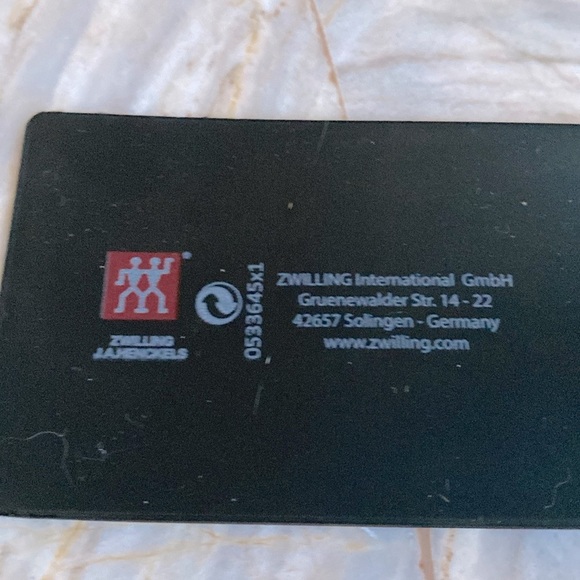 ZWILLING
J.A.HENCKELS
0533645x1
ZWILLING International GmbH
Gruenewalder Str. 14 - 22
42657 Solingen - Germany
www.zwilling.com